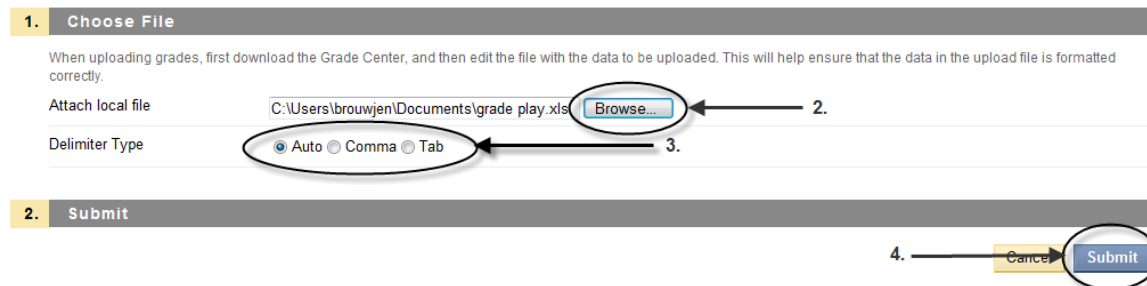 1. Choose File
When uploading grades, first download the Grade Center, and then edit the file with the data to be uploaded. This will help ensure that the data in the upload file is formatted
correctly.
Attach local file C:\Users\brouwjen\Documents\grade play.xls Browse... 2.
Delimiter Type Auto Comma Tab 3.
2. Submit
4. Cancel Submit